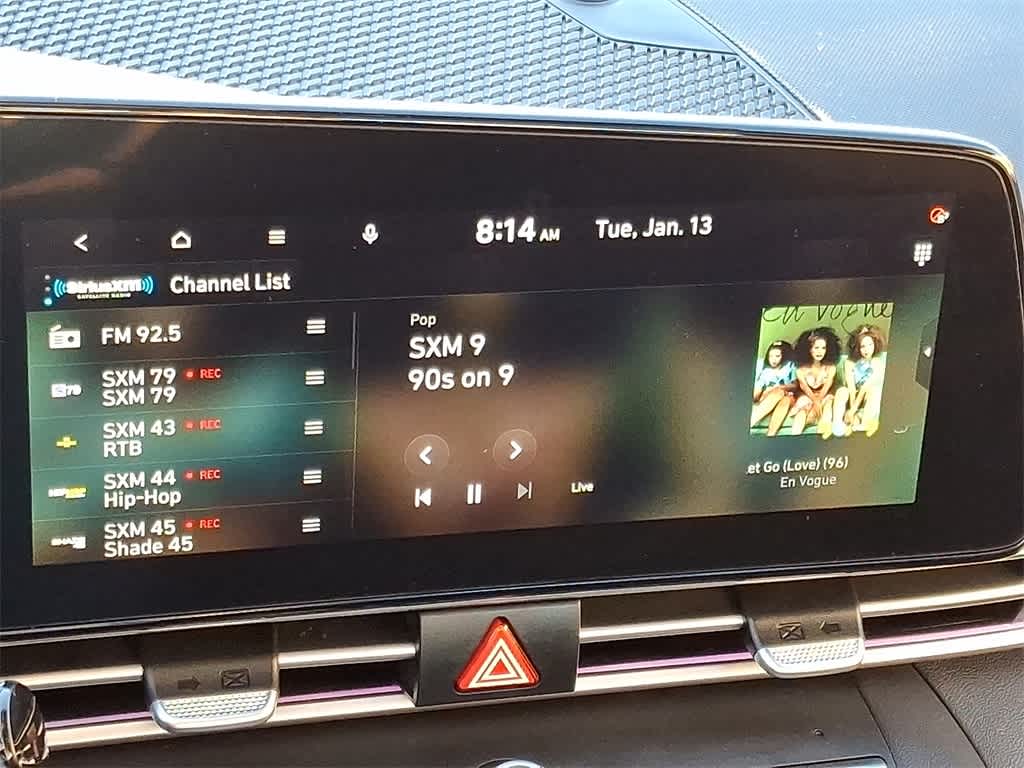 8:14 AM Tue, Jan. 13
SiriusXM
SATELLITE RADIO
Channel List
FM 92.5
SXM 79 REC
SXM 79
SXM 43 REC
RTB
SXM 44 REC
Hip-Hop
SXM 45 REC
Shade 45
Pop
SXM 9
90s on 9
Live
en Vogue
.et Go (Love) (96)
En Vogue